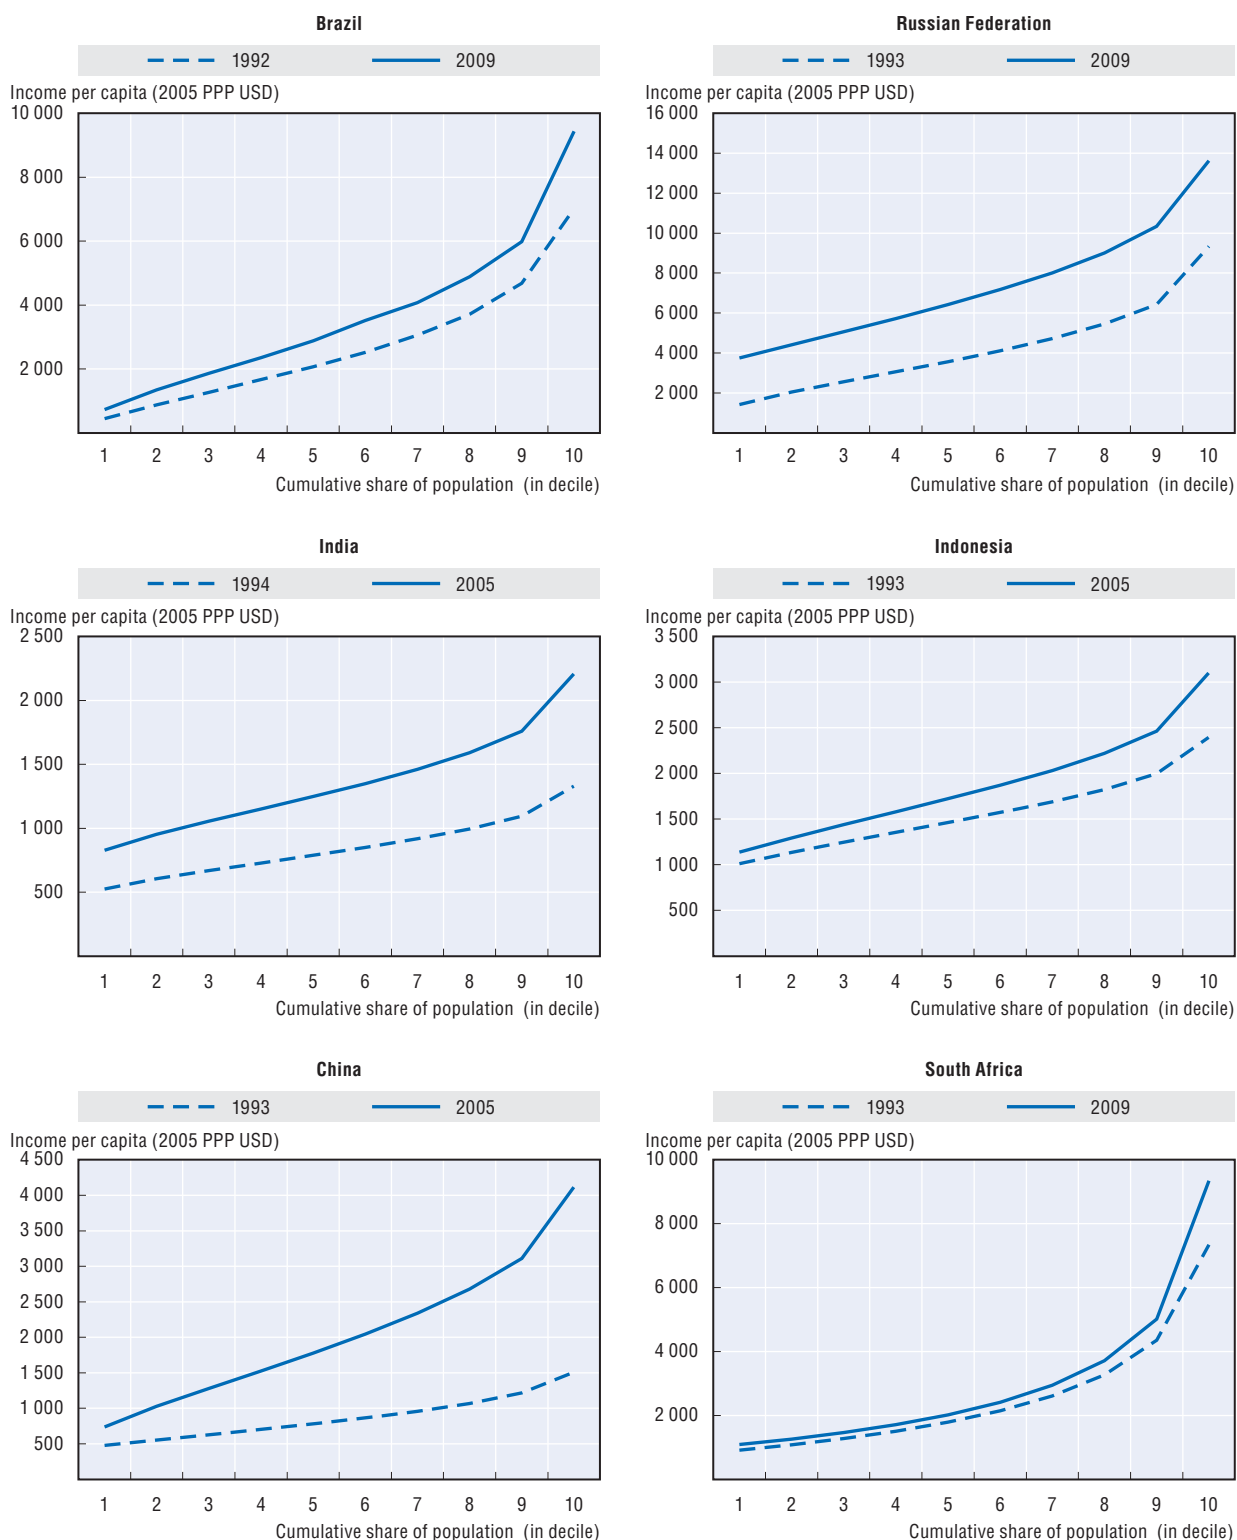 Brazil
1992 2009
Income per capita (2005 PPP USD)
10 000
8 000
6 000
4 000
2 000
1 2 3 4 5 6 7 8 9 10
Cumulative share of population (in decile)
Russian Federation
1993 2009
Income per capita (2005 PPP USD)
16 000
14 000
12 000
10 000
8 000
6 000
4 000
2 000
1 2 3 4 5 6 7 8 9 10
Cumulative share of population (in decile)
India
1994 2005
Income per capita (2005 PPP USD)
2 500
2 000
1 500
1 000
500
1 2 3 4 5 6 7 8 9 10
Cumulative share of population (in decile)
Indonesia
1993 2005
Income per capita (2005 PPP USD)
3 500
3 000
2 500
2 000
1 500
1 000
500
1 2 3 4 5 6 7 8 9 10
Cumulative share of population (in decile)
China
1993 2005
Income per capita (2005 PPP USD)
4 500
4 000
3 500
3 000
2 500
2 000
1 500
1 000
500
1 2 3 4 5 6 7 8 9 10
Cumulative share of population (in decile)
South Africa
1993 2009
Income per capita (2005 PPP USD)
10 000
8 000
6 000
4 000
2 000
1 2 3 4 5 6 7 8 9 10
Cumulative share of population (in decile)